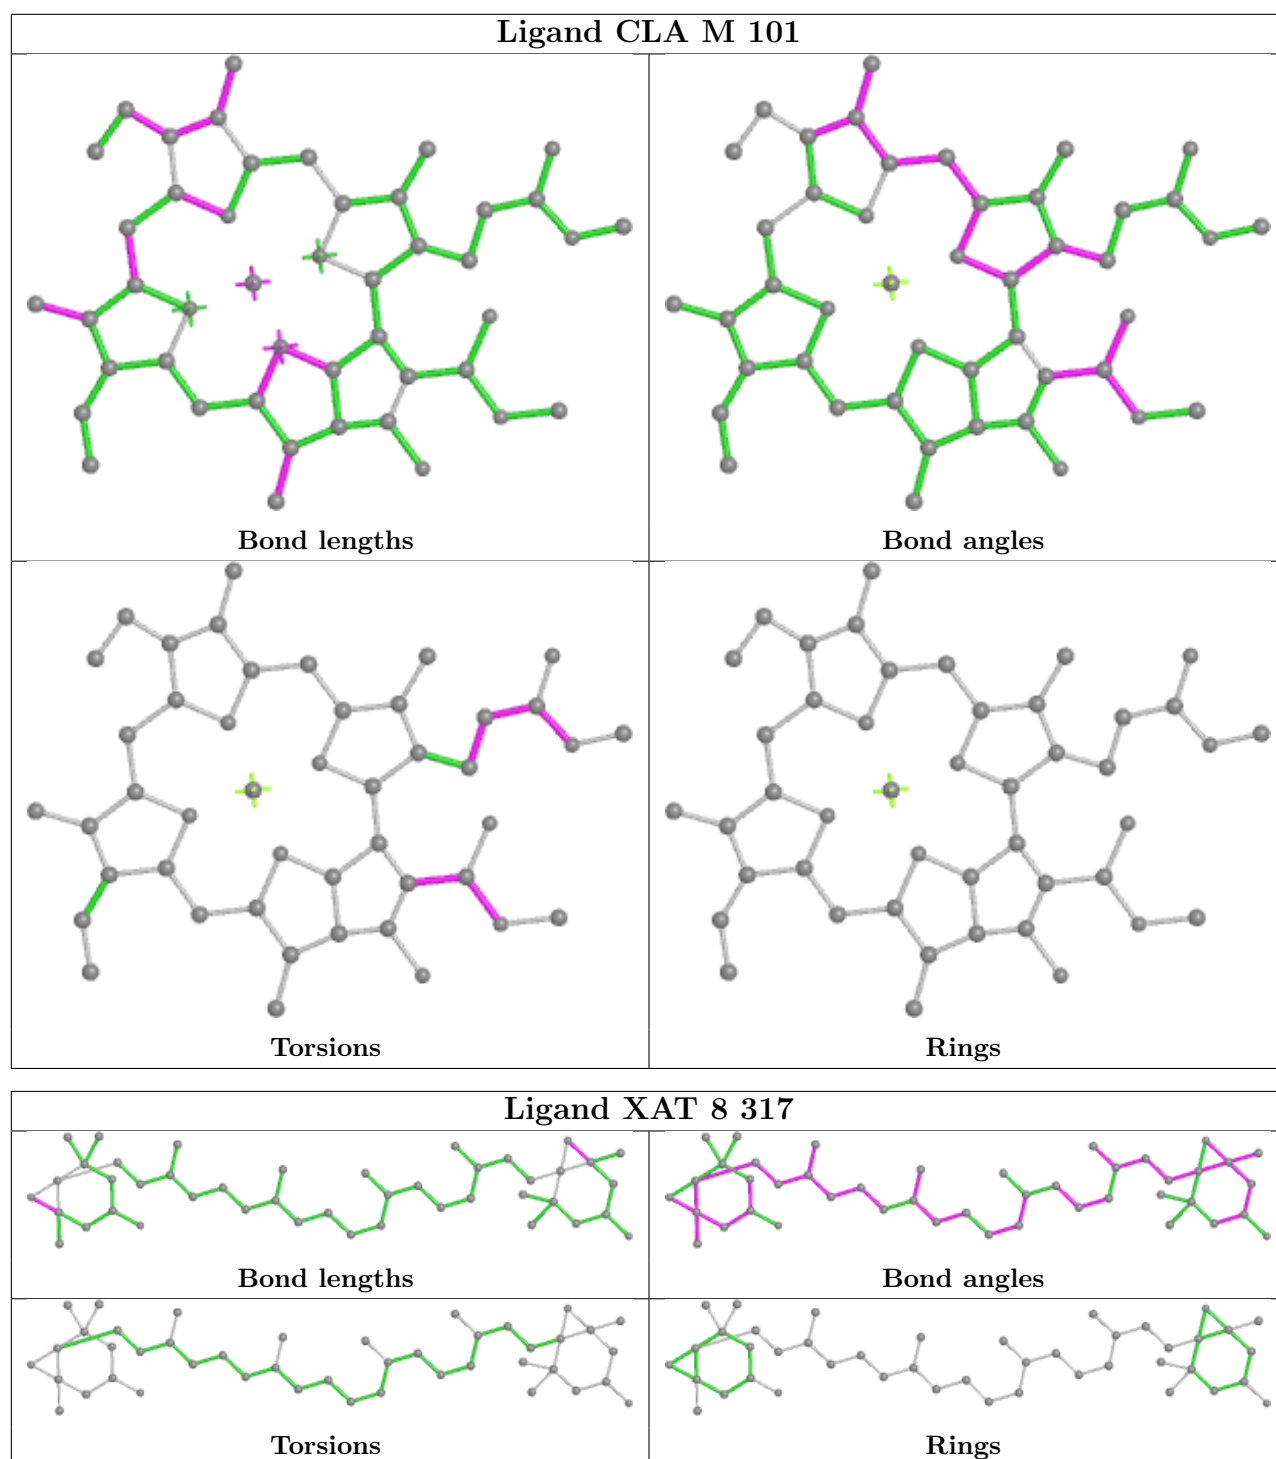 Ligand CLA M 101
Bond lengths
Bond angles
Torsions
Rings
Ligand XAT 8 317
Bond lengths
Bond angles
Torsions
Rings